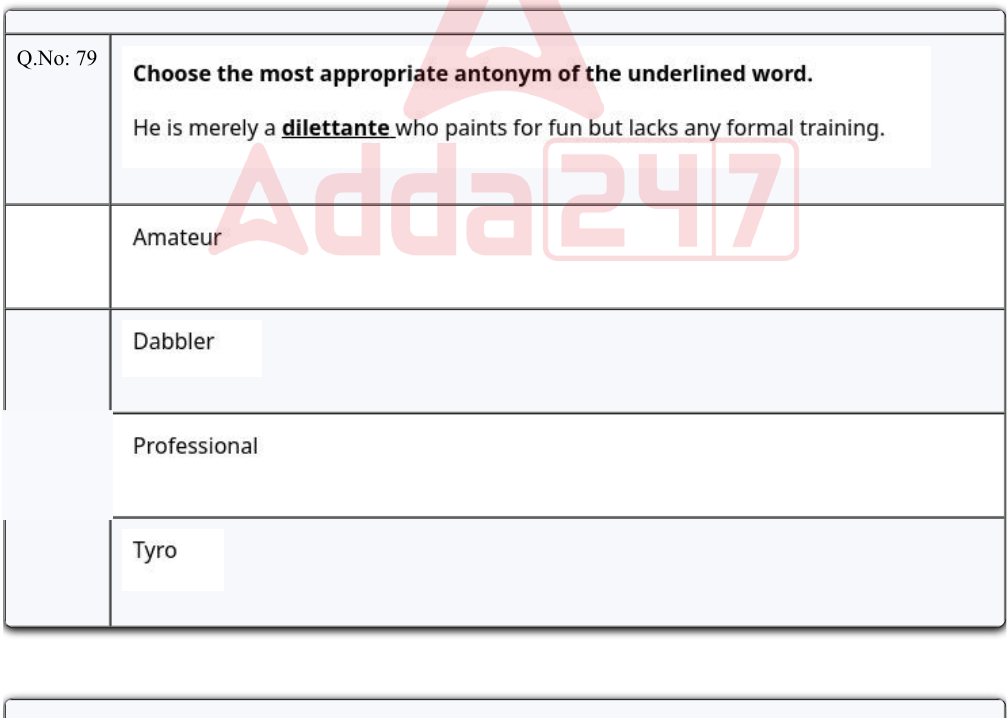 Q.No: 79
Choose the most appropriate antonym of the underlined word.
He is merely a dilettante who paints for fun but lacks any formal training.
Adda247
Amateur
Dabbler
Professional
Tyro